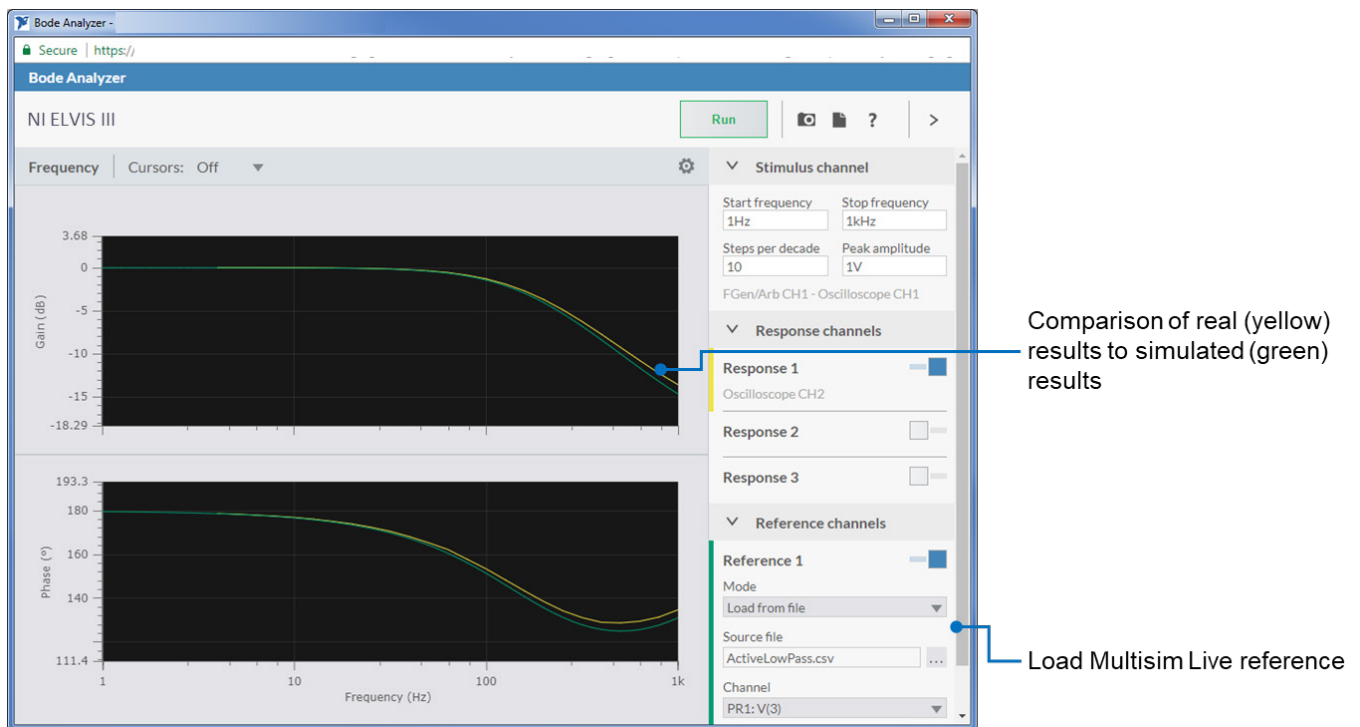 Bode Analyzer -
Secure | https://
Bode Analyzer
NI ELVIS III
Run
?
>
Frequency
Cursors: Off
3.68
0
-5
-10
-15
-18.29
Gain (dB)
193.3
180
160
140
111.4
Phase (º)
1
10
100
1k
Frequency (Hz)
Stimulus channel
Start frequency
Stop frequency
1Hz
1kHz
Steps per decade
Peak amplitude
10
1V
FGen/Arb CH1 - Oscilloscope CH1
Response channels
Response 1
Oscilloscope CH2
Response 2
Response 3
Reference channels
Reference 1
Mode
Load from file
Source file
ActiveLowPass.csv
...
Channel
PR1: V(3)
Comparison of real (yellow)
results to simulated (green)
results
Load Multisim Live reference